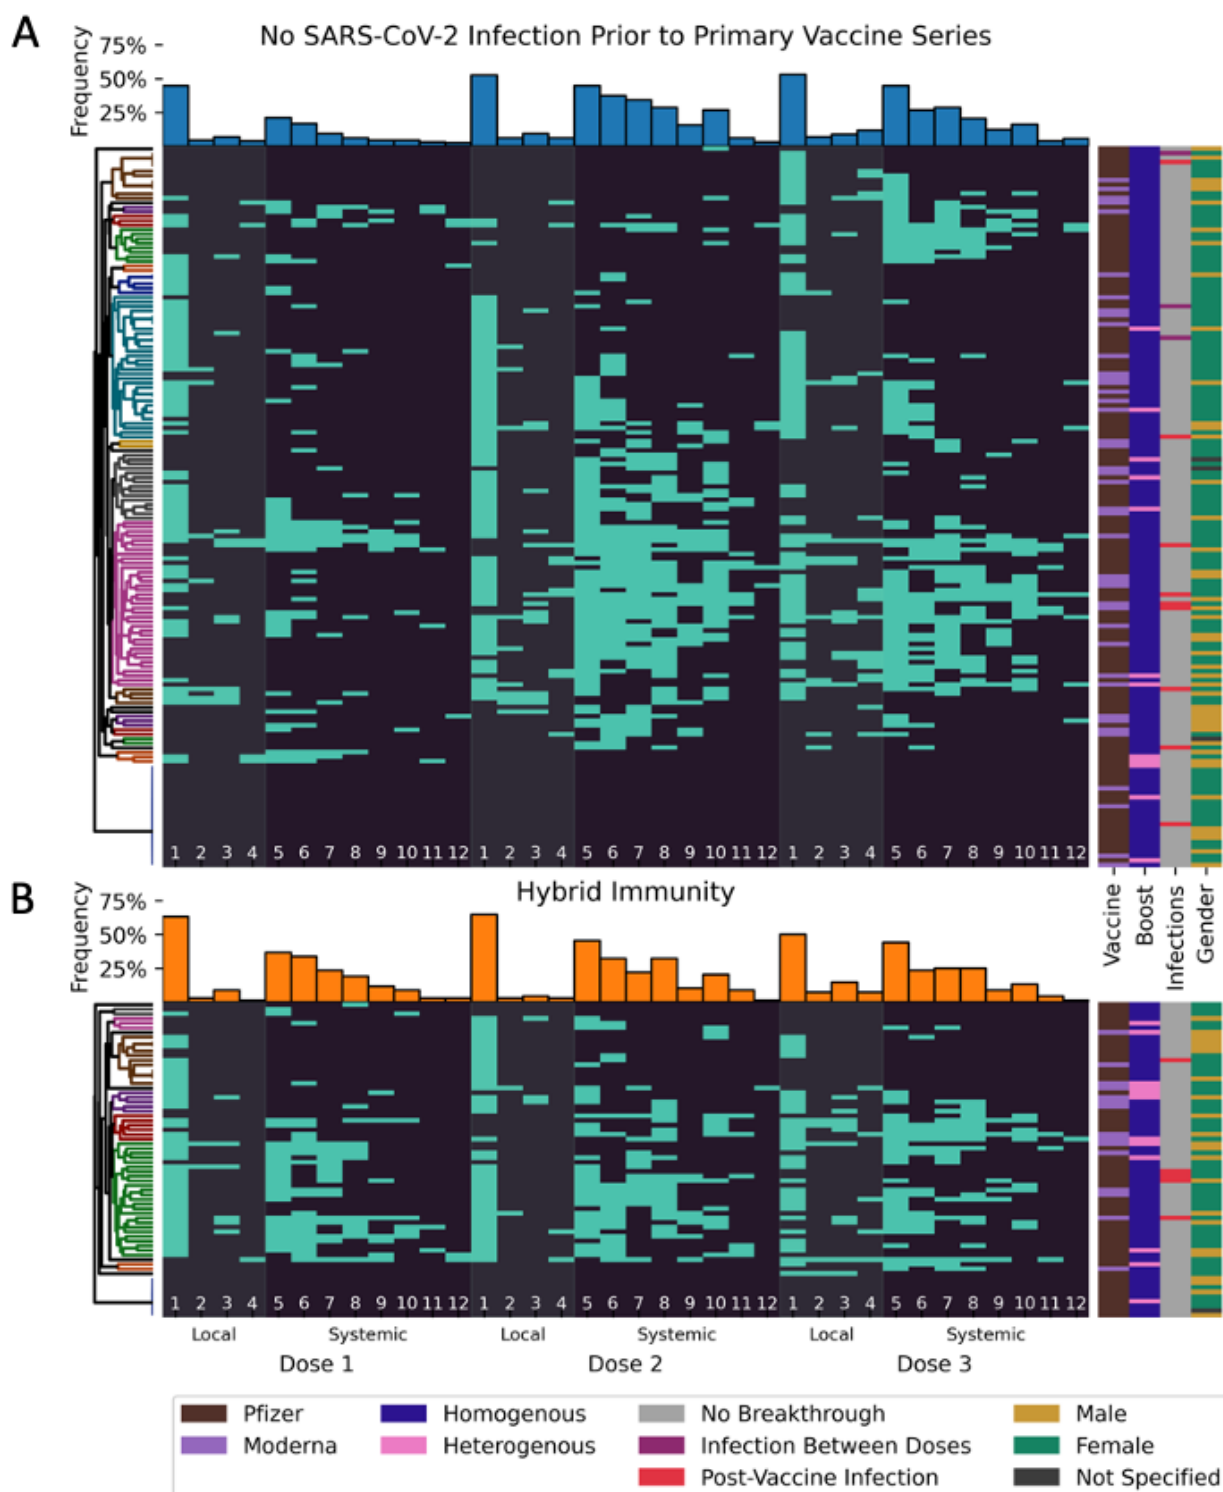 A
No SARS-CoV-2 Infection Prior to Primary Vaccine Series
Frequency
75%
50%
25%
1 2 3 4 5 6 7 8 9 10 11 12 1 2 3 4 5 6 7 8 9 10 11 12 1 2 3 4 5 6 7 8 9 10 11 12
Vaccine
Boost
Infections
Gender
B
Hybrid Immunity
Frequency
75%
50%
25%
1 2 3 4 5 6 7 8 9 10 11 12 1 2 3 4 5 6 7 8 9 10 11 12 1 2 3 4 5 6 7 8 9 10 11 12
Local Systemic Local Systemic Local Systemic
Dose 1 Dose 2 Dose 3
Pfizer Homogenous No Breakthrough Male
Moderna Heterogenous Infection Between Doses Female
Post-Vaccine Infection Not Specified